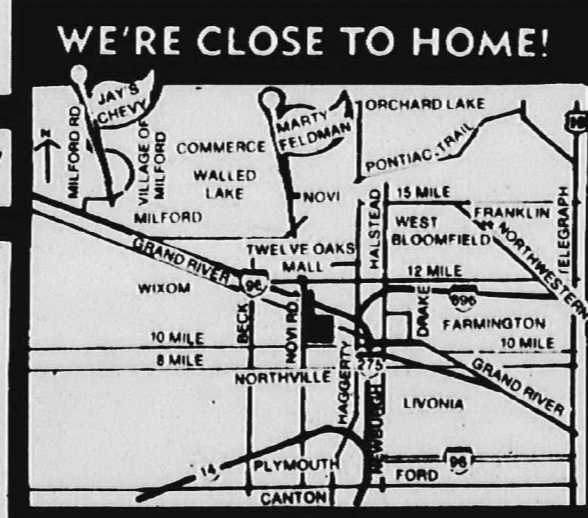 WE'RE CLOSE TO HOME!
JAY'S
CHEVY
MARTY
FELDMAN
ORCHARD LAKE
N
MILFORD RD
VILLAGE OF
MILFORD
COMMERCE
WALLED
LAKE
NOVI
MILFORD
PONTIAC TRAIL
HALSTEAD
15 MILE
FRANKLIN
WEST
BLOOMFIELD
NORTHWESTERN
TELEGRAPH
GRAND RIVER
TWELVE OAKS
MALL
12 MILE
WIXOM
96
BECK
NOVI RD.
696
DRAKE
FARMINGTON
10 MILE
10 MILE
8 MILE
HAGGERTY
275
GRAND RIVER
NORTHVILLE
NEWBURGH
LIVONIA
14
PLYMOUTH
96
FORD
CANTON